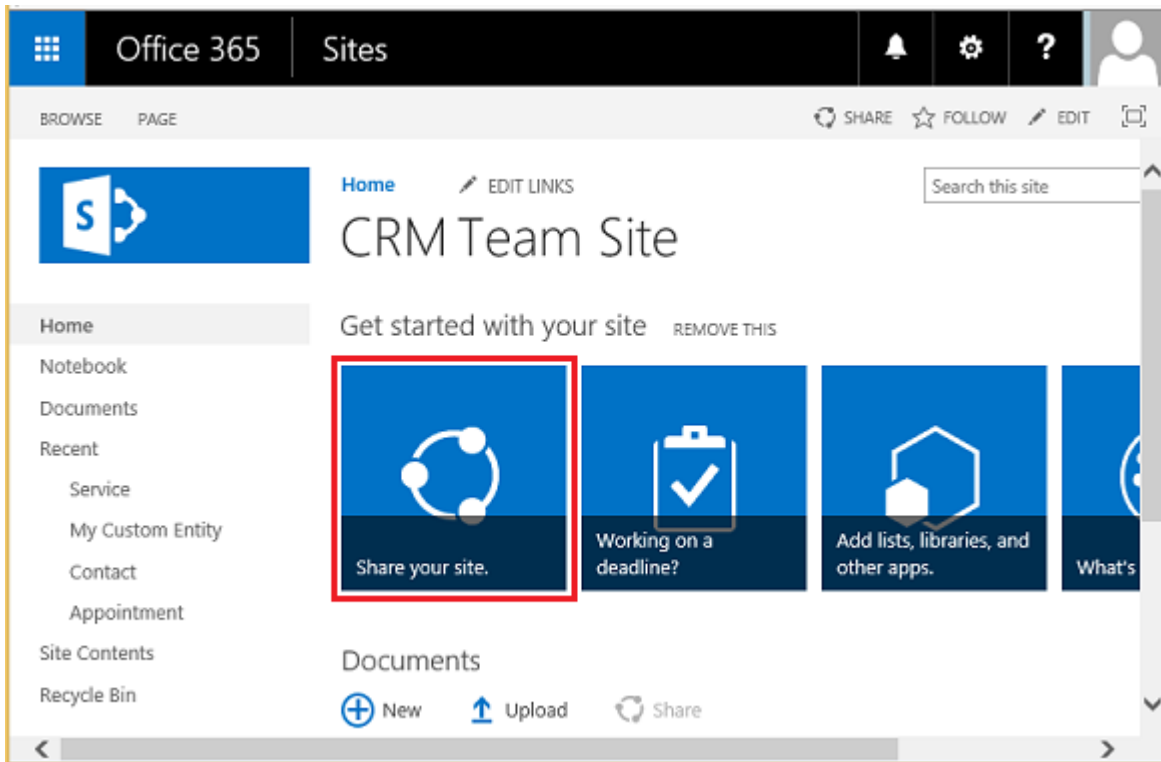 Office 365 Sites ?
BROWSE PAGE SHARE FOLLOW EDIT
S
Home EDIT LINKS Search this site
CRM Team Site
Get started with your site REMOVE THIS
Home
Notebook
Documents
Recent
Service
My Custom Entity
Contact
Appointment
Site Contents
Recycle Bin
Share your site.
Working on a
deadline?
Add lists, libraries, and
other apps.
What's
Documents
New Upload Share